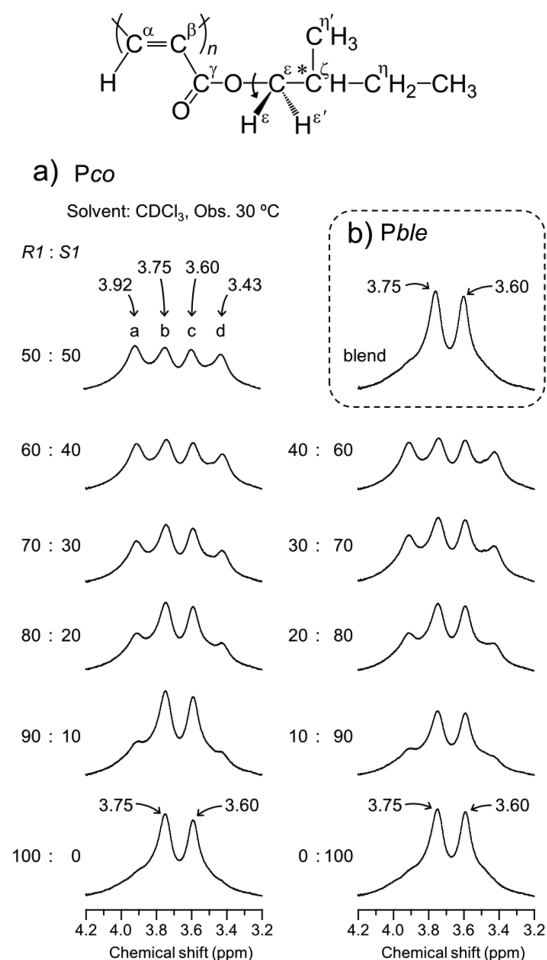 η'
CH₃
α β
( C=C )n
γ ε * ζ η
H C–O–C–CH–CH₂–CH₃
O H ε H ε'
a) Pco
Solvent: CDCl₃, Obs. 30 ºC
b) Pble
R1 : S1
3.75 3.60
3.92 3.43
a b c d
50 : 50
3.75 3.60
blend
60 : 40
40 : 60
70 : 30
30 : 70
80 : 20
20 : 80
90 : 10
10 : 90
3.75 3.60
3.75 3.60
100 : 0
0 : 100
4.2 4.0 3.8 3.6 3.4 3.2
4.2 4.0 3.8 3.6 3.4 3.2
Chemical shift (ppm)
Chemical shift (ppm)